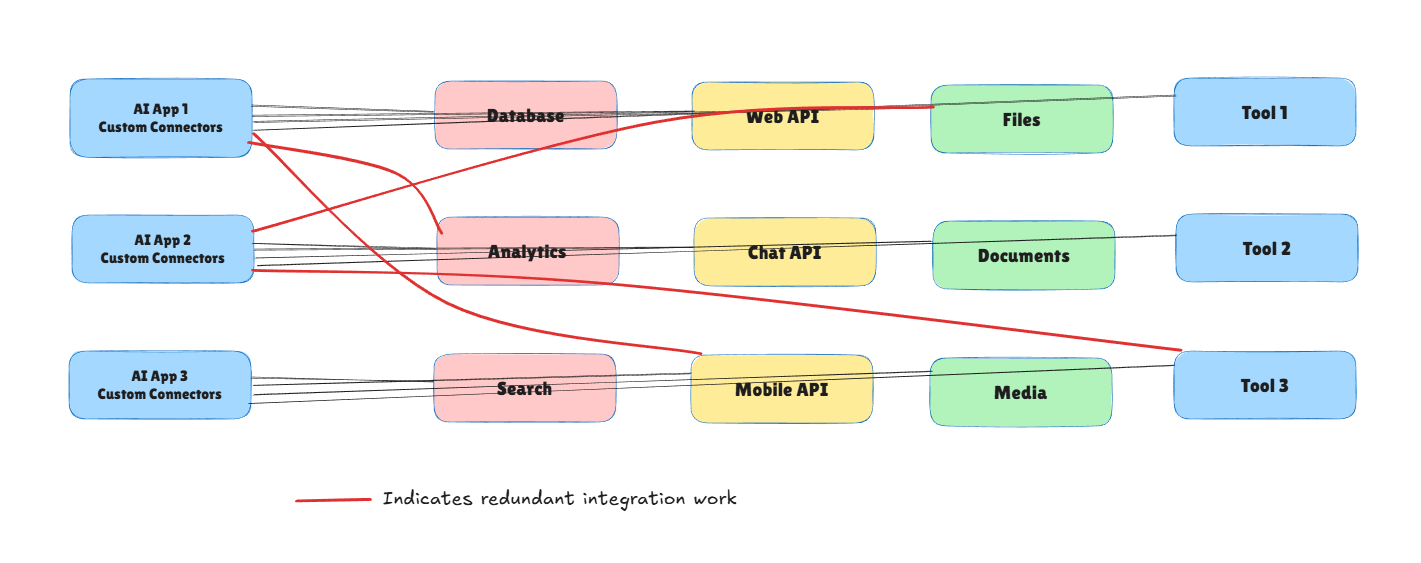 AI App 1
Custom Connectors
Database
Web API
Files
Tool 1
AI App 2
Custom Connectors
Analytics
Chat API
Documents
Tool 2
AI App 3
Custom Connectors
Search
Mobile API
Media
Tool 3
Indicates redundant integration work